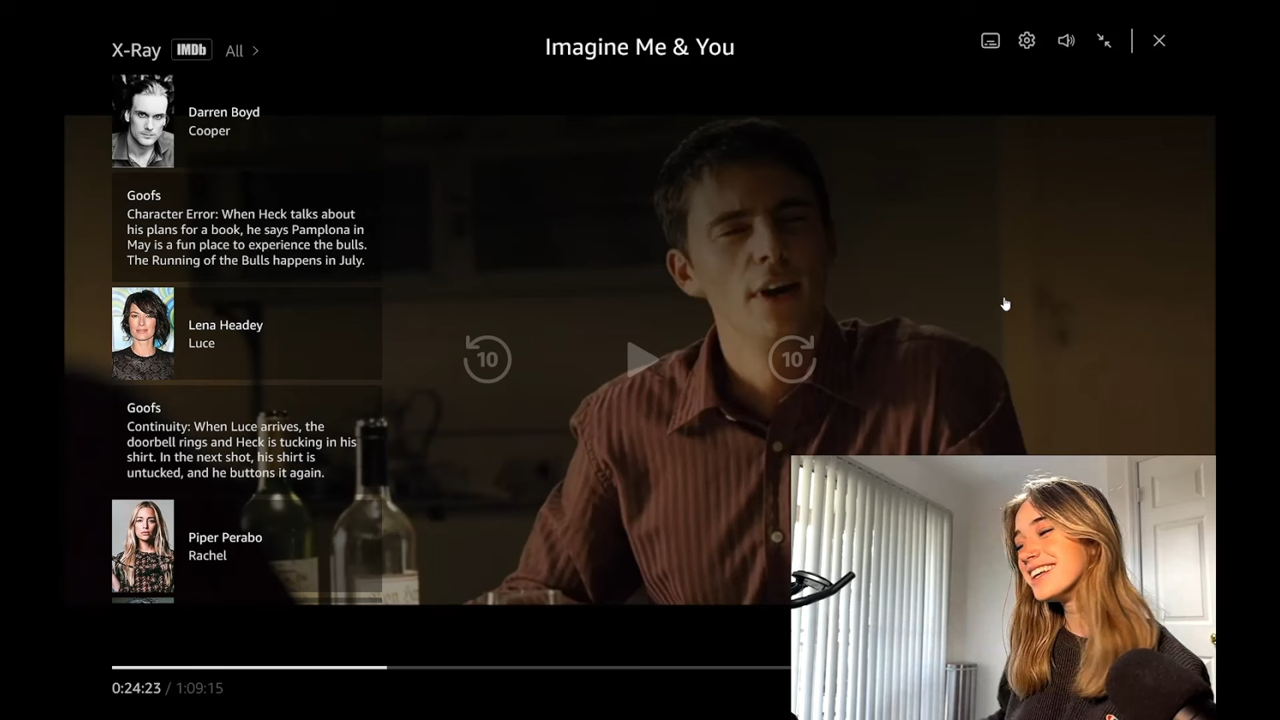 X-Ray IMDb All >
Imagine Me & You
Darren Boyd
Cooper
Goofs
Character Error: When Heck talks about
his plans for a book, he says Pamplona in
May is a fun place to experience the bulls.
The Running of the Bulls happens in July.
Lena Headey
Luce
10
10
Goofs
Continuity: When Luce arrives, the
doorbell rings and Heck is tucking in his
shirt. In the next shot, his shirt is
untucked, and he buttons it again.
Piper Perabo
Rachel
0:24:23 / 1:09:15